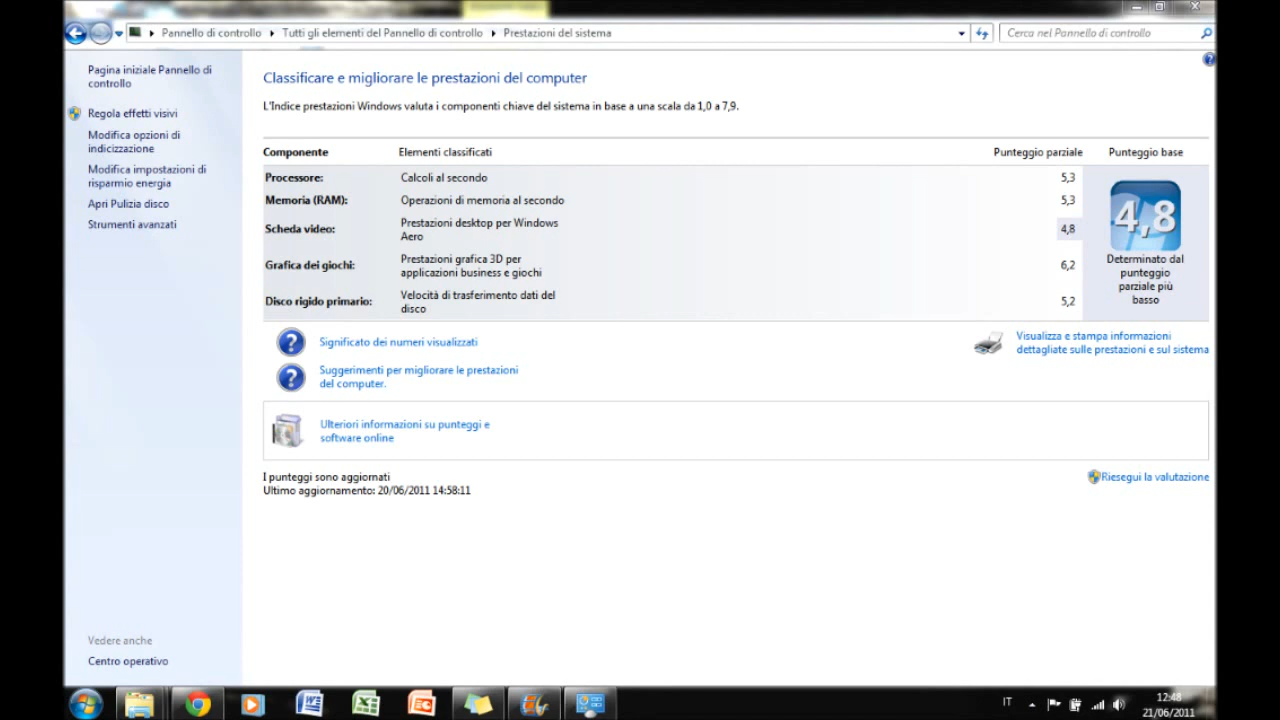 Pannello di controllo Tutti gli elementi del Pannello di controllo Prestazioni del sistema
Cerca nel Pannello di controllo
Pagina iniziale Pannello di
controllo
Regola effetti visivi
Modifica opzioni di
indicizzazione
Modifica impostazioni di
risparmio energia
Apri Pulizia disco
Strumenti avanzati
Classificare e migliorare le prestazioni del computer
L'Indice prestazioni Windows valuta i componenti chiave del sistema in base a una scala da 1,0 a 7,9.
Componente Elementi classificati Punteggio parziale Punteggio base
Processore: Calcoli al secondo 5,3
Memoria (RAM): Operazioni di memoria al secondo 5,3
Scheda video: Prestazioni desktop per Windows
Aero 4,8
Grafica dei giochi: Prestazioni grafica 3D per
applicazioni business e giochi 6,2
Disco rigido primario: Velocità di trasferimento dati del
disco 5,2
4,8
Determinato dal
punteggio
parziale più
basso
Significato dei numeri visualizzati
Suggerimenti per migliorare le prestazioni
del computer.
Visualizza e stampa informazioni
dettagliate sulle prestazioni e sul sistema
Ulteriori informazioni su punteggi e
software online
I punteggi sono aggiornati
Ultimo aggiornamento: 20/06/2011 14:58:11
Riesegui la valutazione
Vedere anche
Centro operativo
IT
12:48
21/06/2011